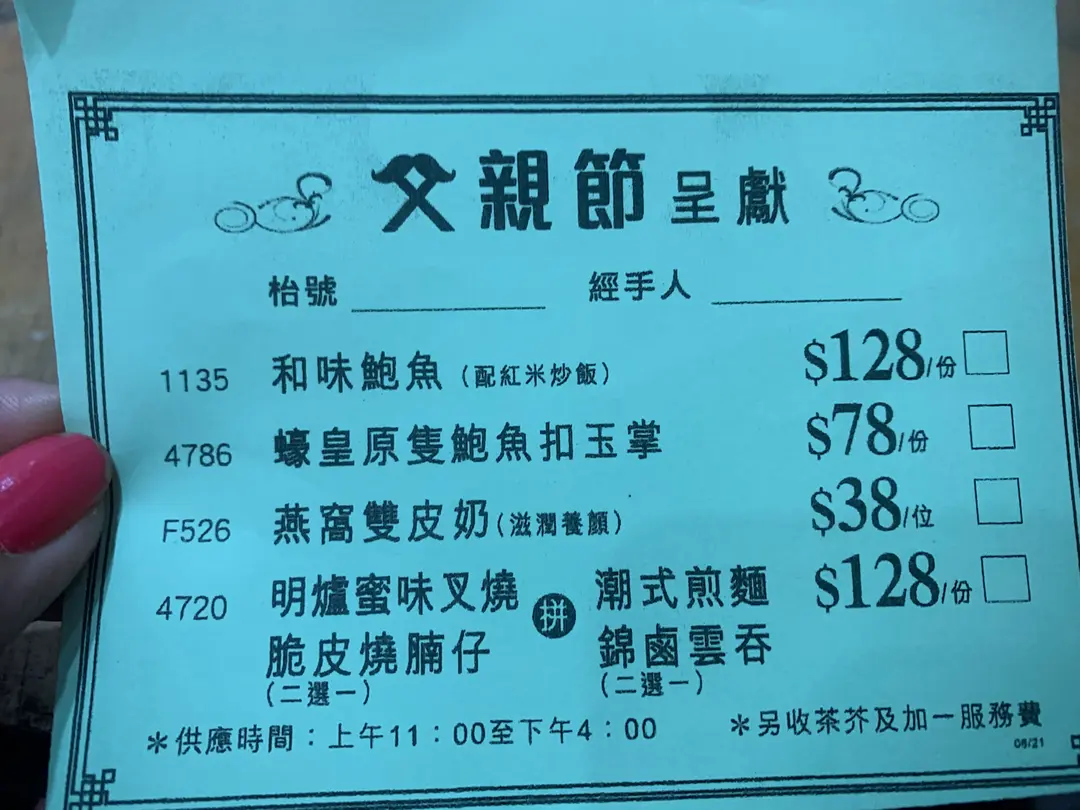 父親節呈獻
枱號 經手人
1135 和味鮑魚(配紅米炒飯) $128/份
4786 蠔皇原隻鮑魚扣玉掌 $78/份
F526 燕窩雙皮奶(滋潤養顏) $38/位
4720 明爐蜜味叉燒 拼 潮式煎麵 $128/份
脆皮燒腩仔 錦鹵雲吞
(二選一) (二選一)
*供應時間:上午11:00至下午4:00 *另收茶芥及加一服務費
06/21